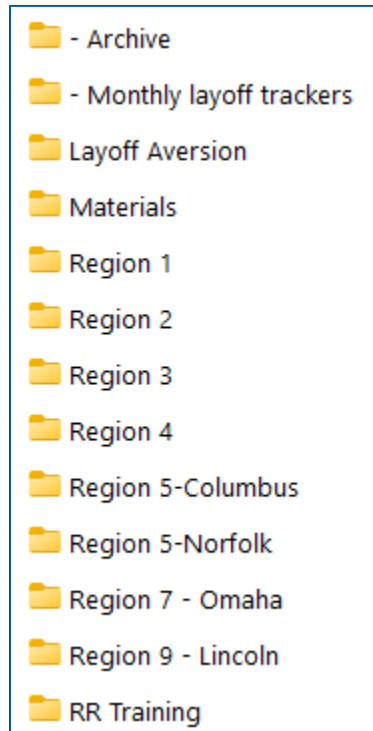 - Archive
- Monthly layoff trackers
Layoff Aversion
Materials
Region 1
Region 2
Region 3
Region 4
Region 5-Columbus
Region 5-Norfolk
Region 7 - Omaha
Region 9 - Lincoln
RR Training